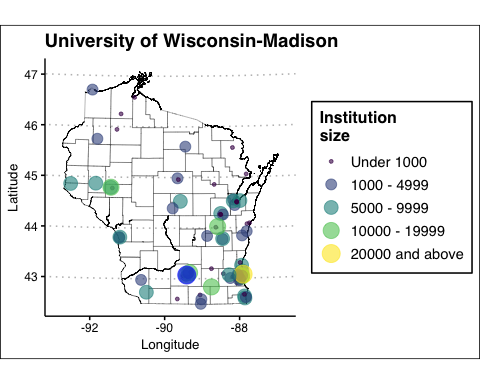 University of Wisconsin-Madison
47
46
45
44
43
Latitude
-92
-90
-88
Longitude
Institution
size
Under 1000
1000 - 4999
5000 - 9999
10000 - 19999
20000 and above